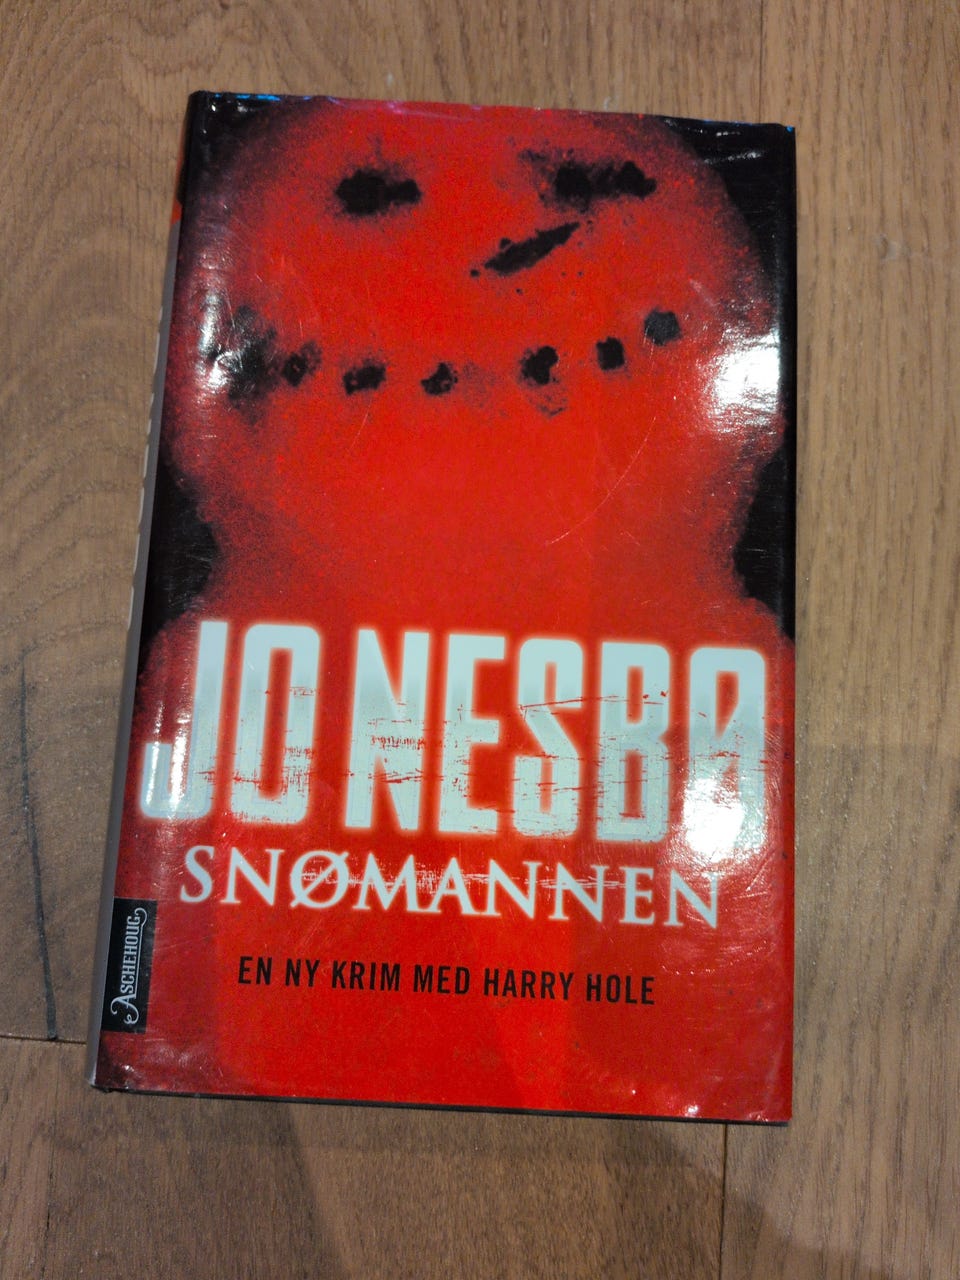 JO NESBØ
SNØMANNEN
EN NY KRIM MED HARRY HOLE
ASCHEHOUG